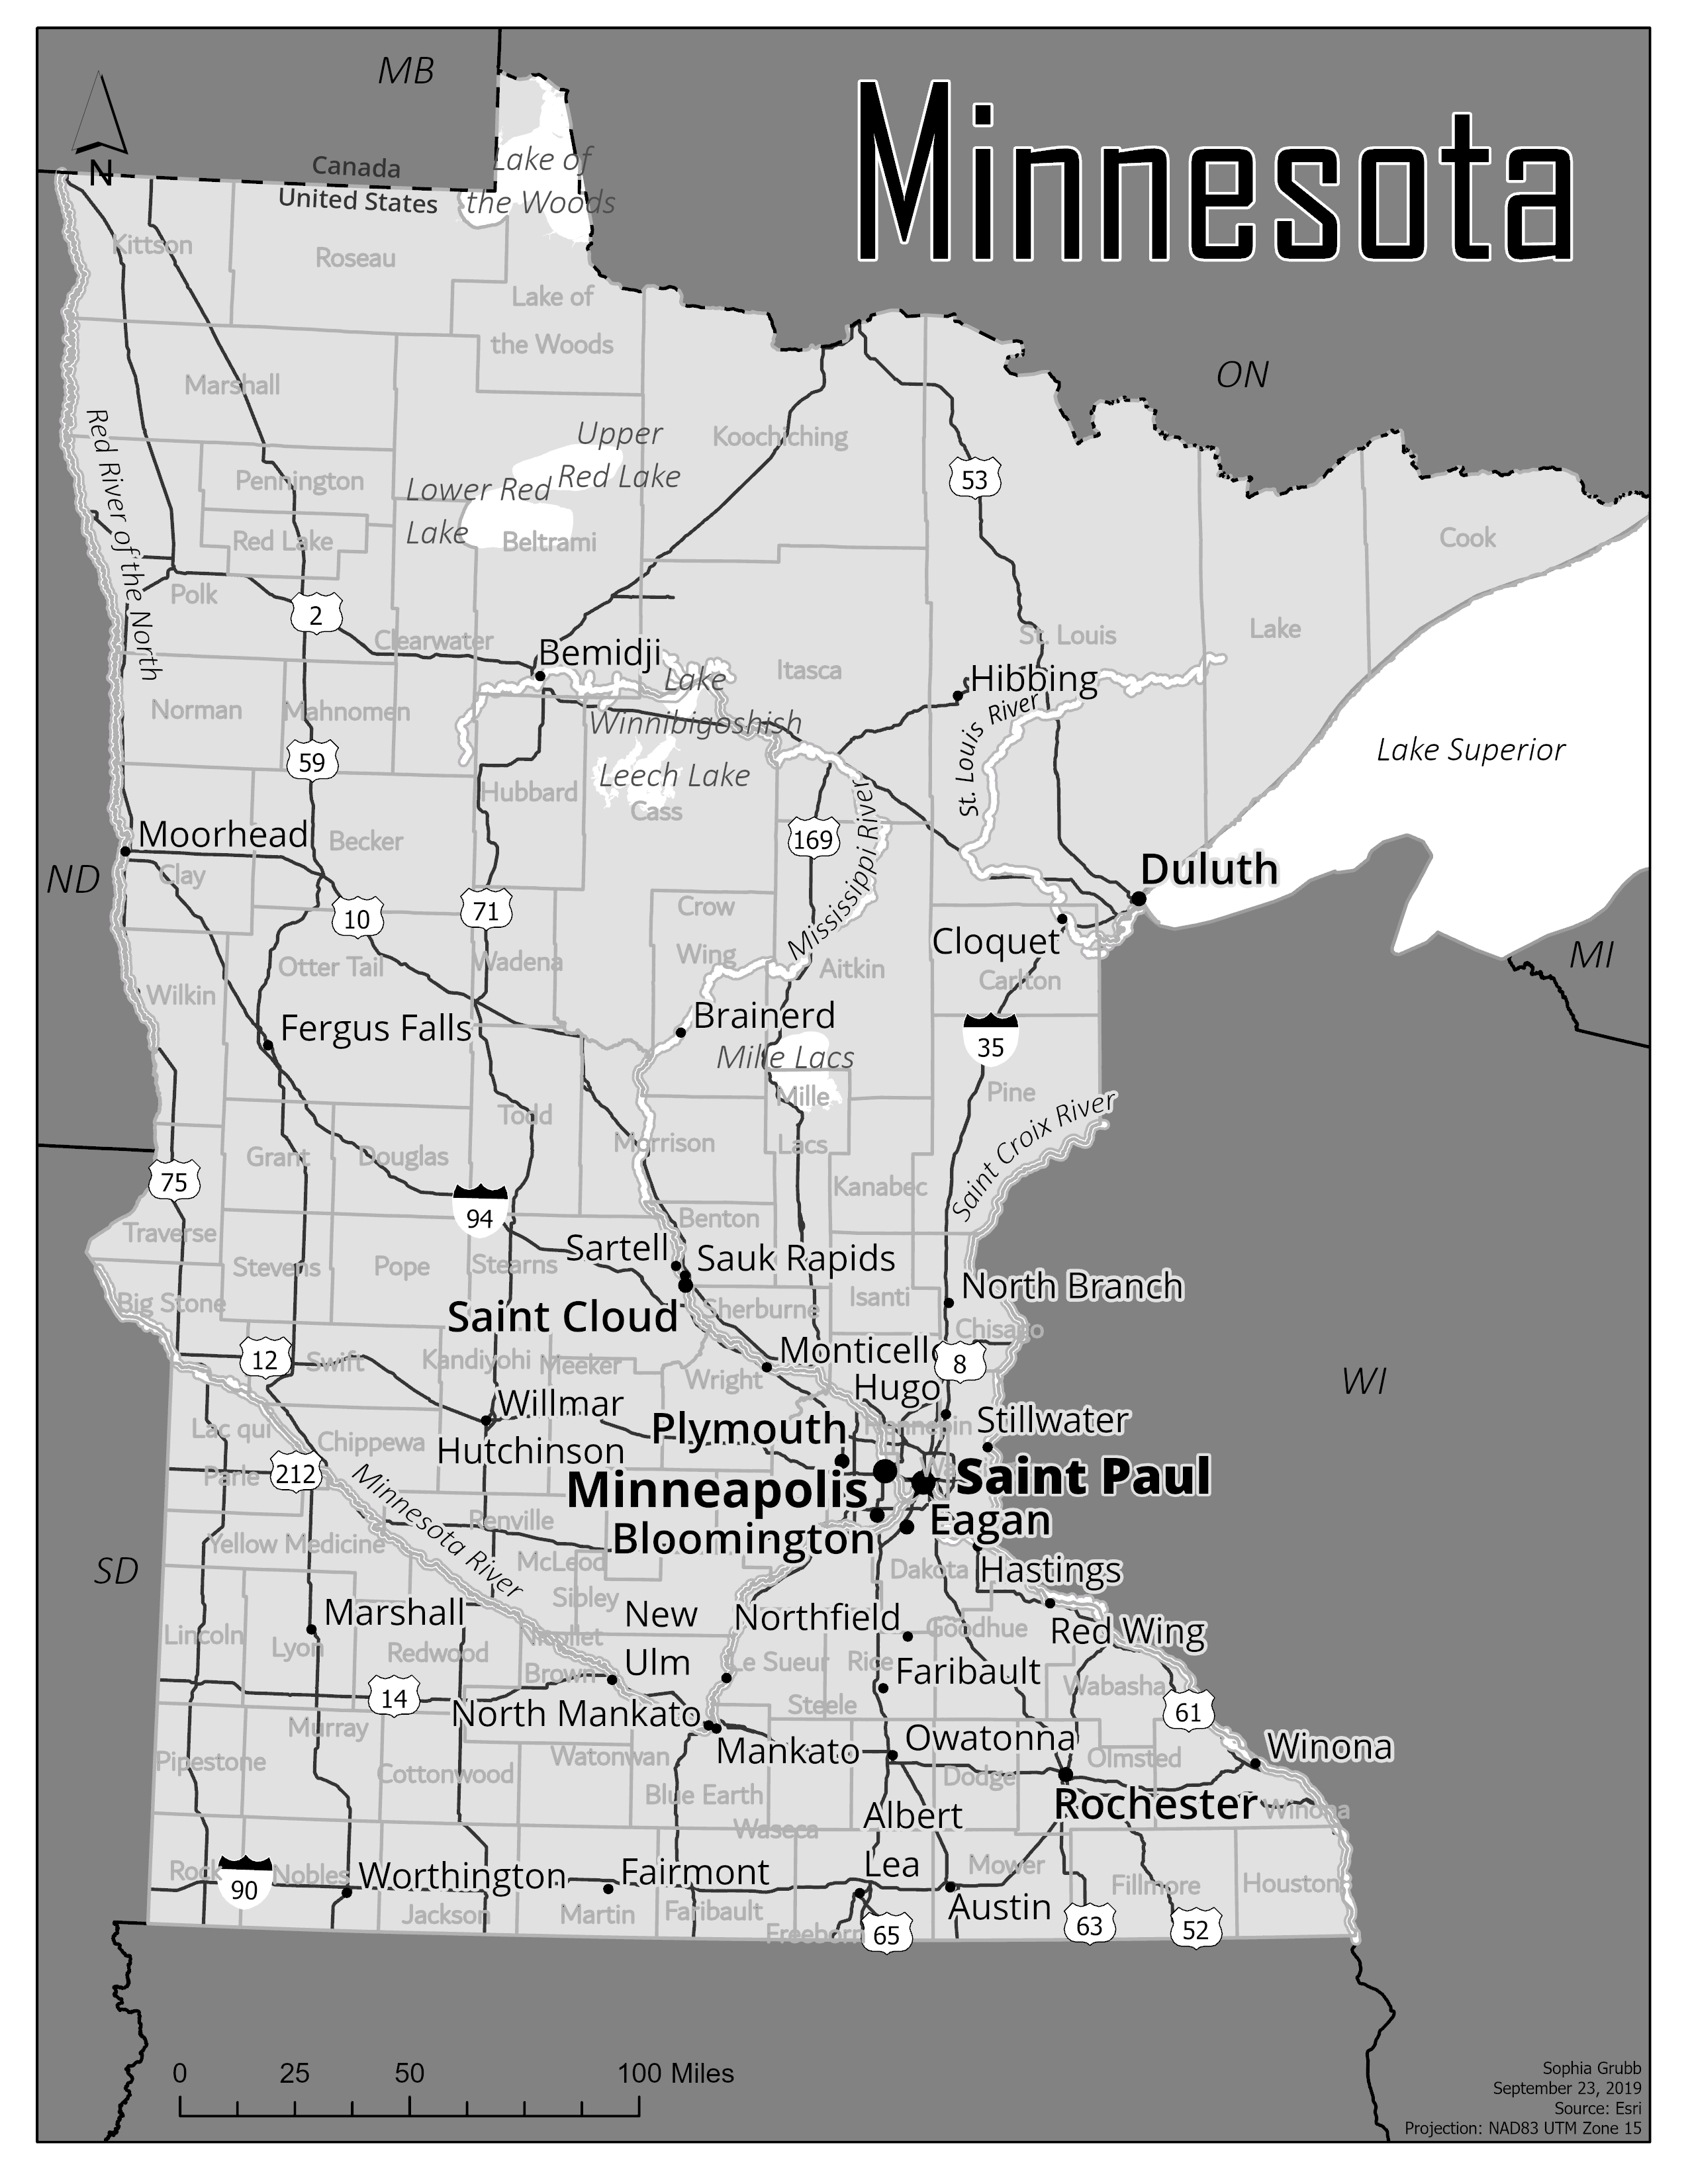 MB
Minnesota
Canada
N
United States
Lake of
the Woods
Kittson
Roseau
Lake of
the Woods
ON
Marshall
Red River of the North
Upper
Red Lake
Koochiching
53
Pennington
Lower Red
Lake
Red Lake
Beltrami
Cook
Polk
2
Clearwater
St. Louis
Lake
Bemidji
Itasca
Hibbing
Lake
Winnibigoshish
St. Louis River
Norman
Mahnomen
Lake Superior
59
Leech Lake
Hubbard
Cass
Moorhead
Becker
169
Mississippi River
Duluth
ND
Clay
10
71
Crow
Wing
Cloquet
MI
Otter Tail
Wadena
Aitkin
Carlton
Wilkin
Brainerd
Fergus Falls
35
Mille Lacs
Mille
Lacs
Pine
Todd
Morrison
Saint Croix River
Grant
Douglas
75
Kanabec
94
Benton
Traverse
Sartell
Sauk Rapids
Stevens
Pope
Stearns
North Branch
Big Stone
Saint Cloud
Sherburne
Isanti
Chisago
12
Swift
Kandiyohi
Meeker
Monticello
8
Wright
WI
Hugo
Willmar
Plymouth
Hennepin
Stillwater
Lac qui
Parle
Chippewa
Hutchinson
212
Minneapolis
Saint Paul
Minnesota River
Renville
Bloomington
Eagan
Yellow Medicine
McLeod
Dakota
Hastings
SD
Sibley
Marshall
New
Ulm
Northfield
Goodhue
Red Wing
Lincoln
Lyon
Redwood
Nicollet
Le Sueur
Rice
Brown
Faribault
Wabasha
14
Steele
61
North Mankato
Murray
Mankato
Owatonna
Winona
Pipestone
Watonwan
Olmsted
Cottonwood
Dodge
Blue Earth
Rochester
Winona
Waseca
Albert
Lea
Rock
90
Nobles
Worthington
Fairmont
Mower
Austin
Fillmore
Houston
Jackson
Martin
Faribault
Freeborn
65
63
52
0 25 50 100 Miles
Sophia Grubb
September 23, 2019
Source: Esri
Projection: NAD83 UTM Zone 15